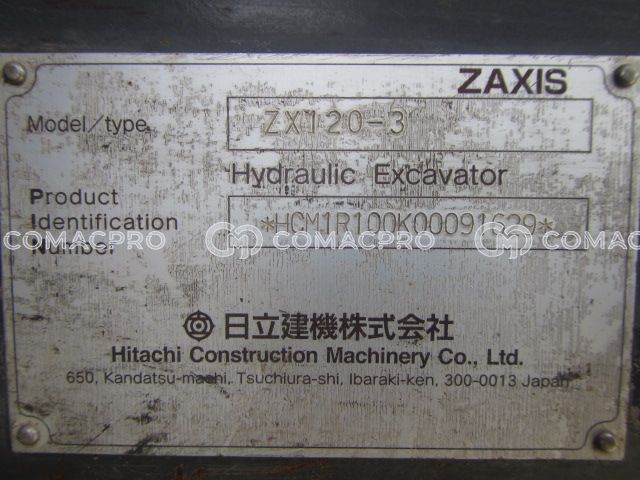 ZAXIS
Model/type ZX120-3
Hydraulic Excavator
Product
Identification *HCM1R100K00091629*
Number
COMACPRO COMACPRO COMACPRO
日立建機株式会社
Hitachi Construction Machinery Co., Ltd.
650, Kandatsu-machi, Tsuchiura-shi, Ibaraki-ken, 300-0013 Japan